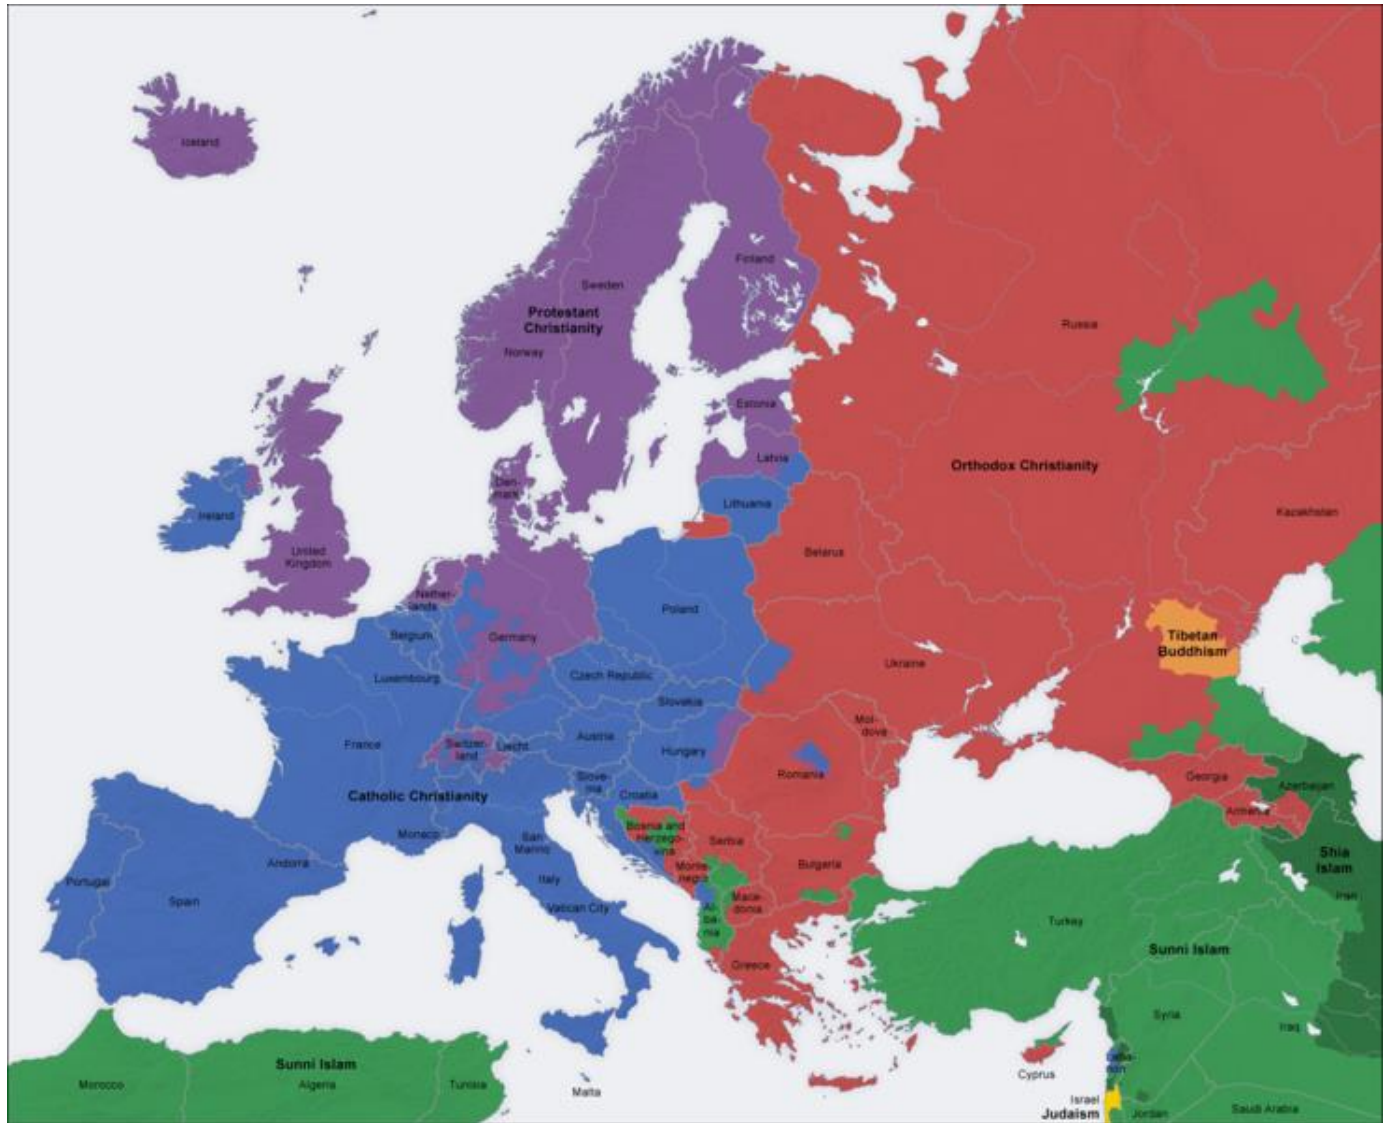 Iceland
Finland
Sweden
Protestant
Christianity
Norway
Russia
Estonia
Latvia
Den-
mark
Orthodox Christianity
Lithuania
Ireland
Kazakhstan
United
Kingdom
Belarus
Nether-
lands
Poland
Belgium
Germany
Tibetan
Buddhism
Ukraine
Luxembourg
Czech Republic
Slovakia
Mol-
dova
France
Switzer-
land
Liecht.
Austria
Hungary
Romania
Slove-
nia
Georgia
Azerbaijan
Catholic Christianity
Croatia
Armenia
Monaco
San
Marino
Bosnia and
Herzego-
vina
Serbia
Bulgaria
Shia
Islam
Andorra
Monte-
negro
Portugal
Spain
Italy
Vatican City
Al-
ba-
nia
Mace-
donia
Iran
Turkey
Sunni Islam
Greece
Syria
Iraq
Sunni Islam
Morocco
Algeria
Tunisia
Malta
Cyprus
Leba-
non
Israel
Judaism
Jordan
Saudi Arabia